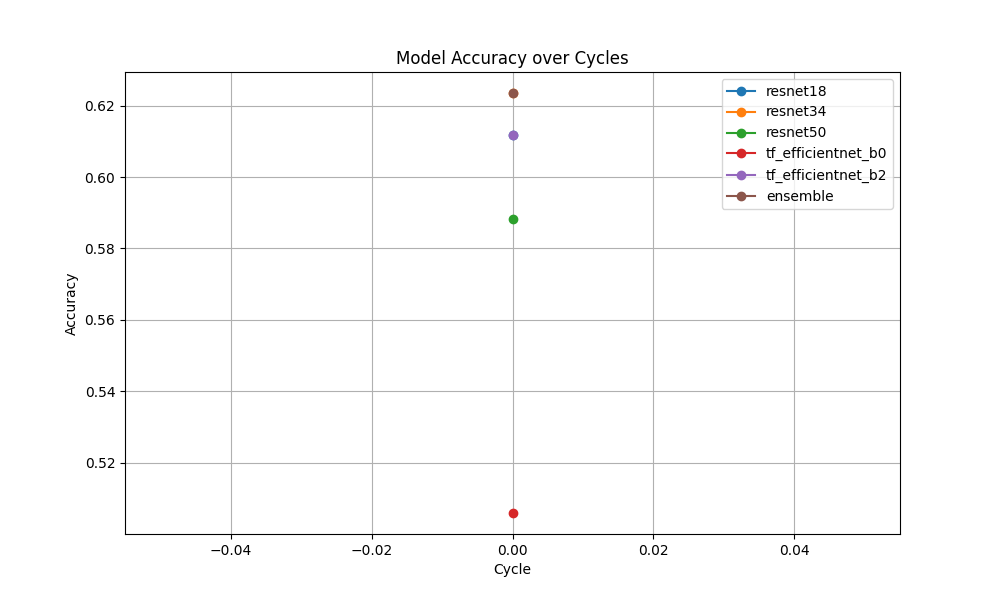 Model Accuracy over Cycles
resnet18
resnet34
resnet50
tf_efficientnet_b0
tf_efficientnet_b2
ensemble
Accuracy
0.62
0.60
0.58
0.56
0.54
0.52
−0.04
−0.02
0.00
0.02
0.04
Cycle